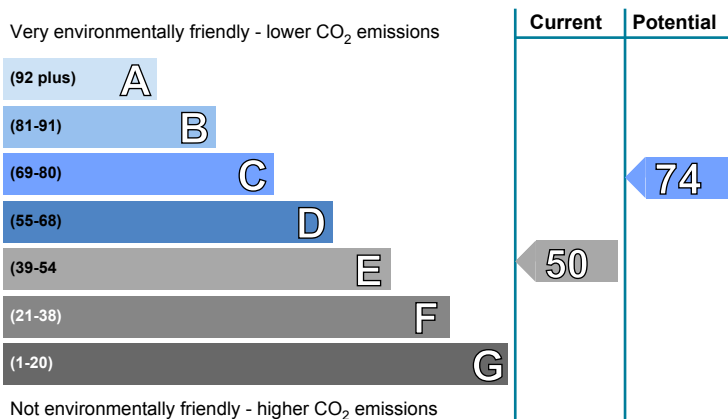 Current Potential
Very environmentally friendly - lower CO2 emissions
(92 plus) A
(81-91) B
(69-80) C
74
(55-68) D
(39-54 E
50
(21-38) F
(1-20) G
Not environmentally friendly - higher CO2 emissions